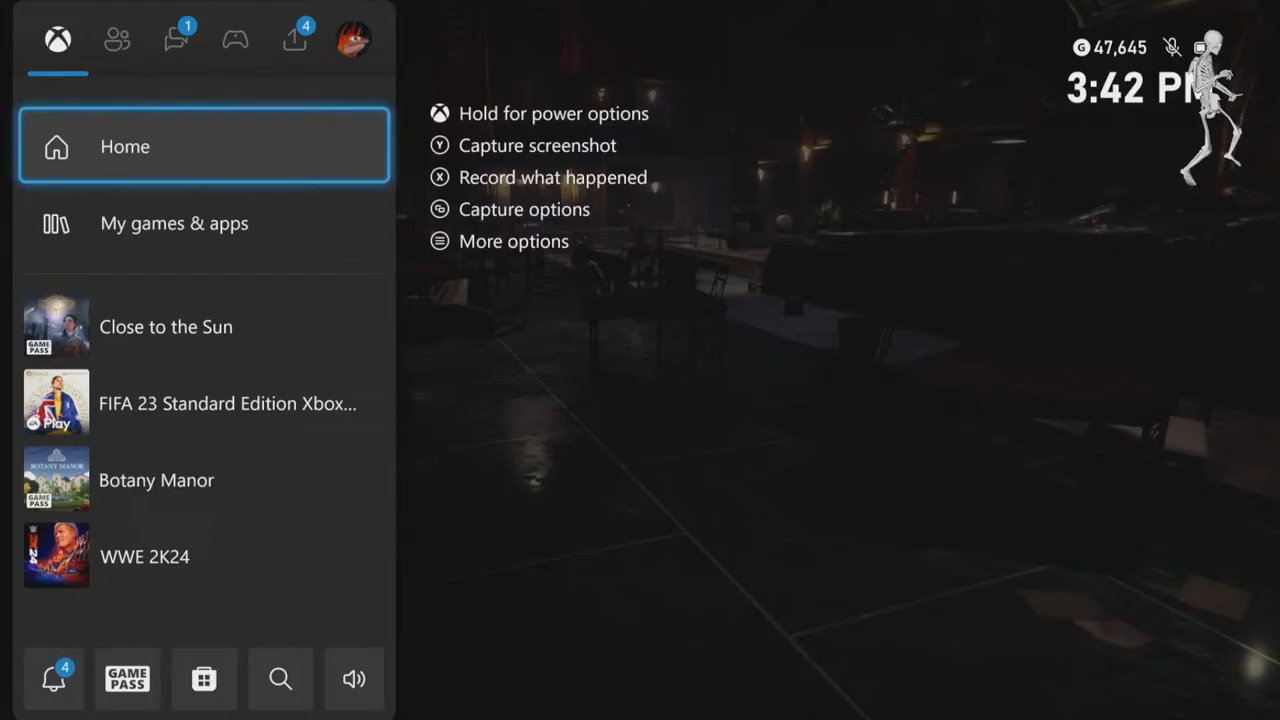 1
4
G 47,645
3:42 P
Home
My games & apps
X Hold for power options
Y Capture screenshot
X Record what happened
Capture options
More options
GAME PASS
Close to the Sun
EA Play
FIFA 23 Standard Edition Xbox...
BOTANY MANOR
GAME PASS
Botany Manor
W 2K24
WWE 2K24
4
GAME PASS